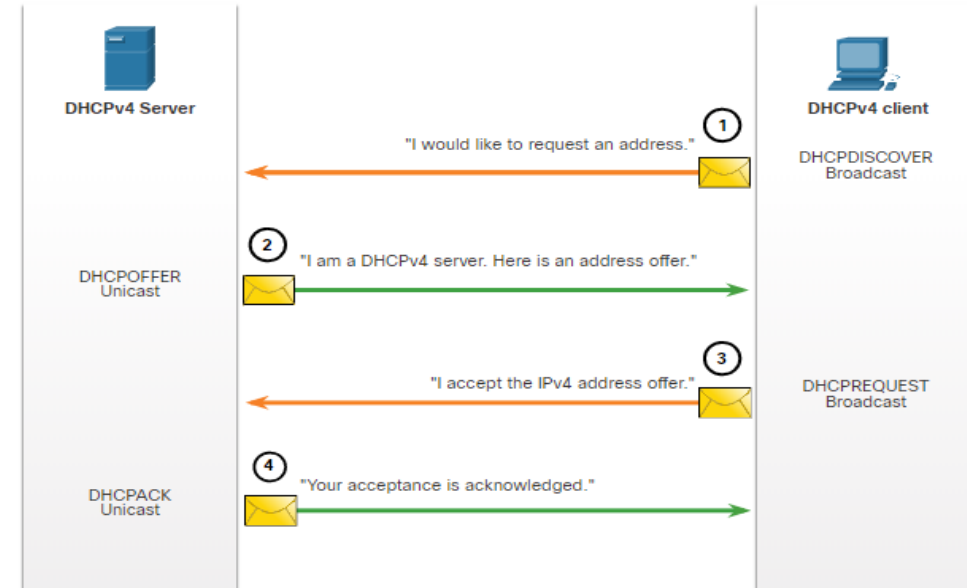 DHCPv4 Server
DHCPv4 client
1
"I would like to request an address."
DHCPDISCOVER
Broadcast
2
"I am a DHCPv4 server. Here is an address offer."
DHCPOFFER
Unicast
3
"I accept the IPv4 address offer."
DHCPREQUEST
Broadcast
4
"Your acceptance is acknowledged."
DHCPACK
Unicast